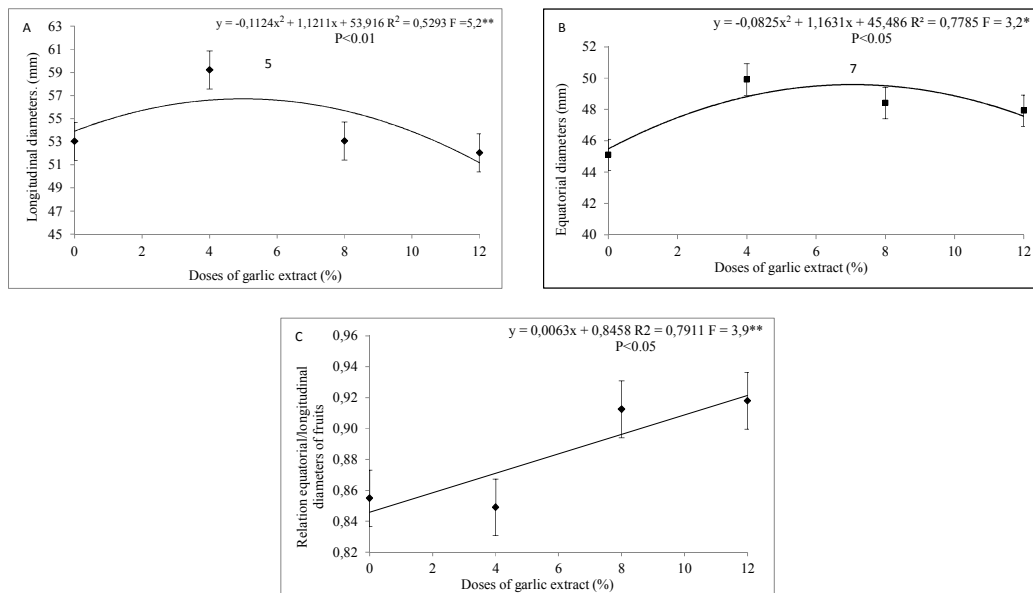 A
y = -0,1124x² + 1,1211x + 53,916 R² = 0,5293 F =5,2**
P<0.01
Longitudinal diameters. (mm)
63
61
59
57
55
53
51
49
47
45
5
0 2 4 6 8 10 12
Doses of garlic extract (%)
B
y = -0,0825x² + 1,1631x + 45,486 R² = 0,7785 F = 3,2*
P<0.05
Equatorial diameters (mm)
52
50
48
46
44
42
40
7
0 2 4 6 8 10 12
Doses of garlic extract (%)
C
y = 0,0063x + 0,8458 R2 = 0,7911 F = 3,9**
P<0.05
Relation equatorial/longitudinal
diameters of fruits
0,96
0,94
0,92
0,90
0,88
0,86
0,84
0,82
0 2 4 6 8 10 12
Doses of garlic extract (%)